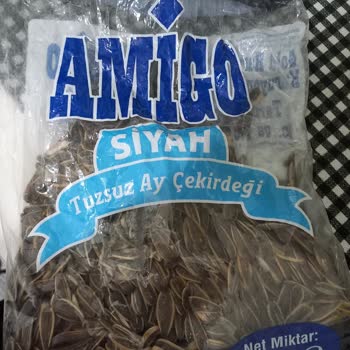 AMİGO
SİYAH
Tuzsuz Ay Çekirdeği
Net Miktar: